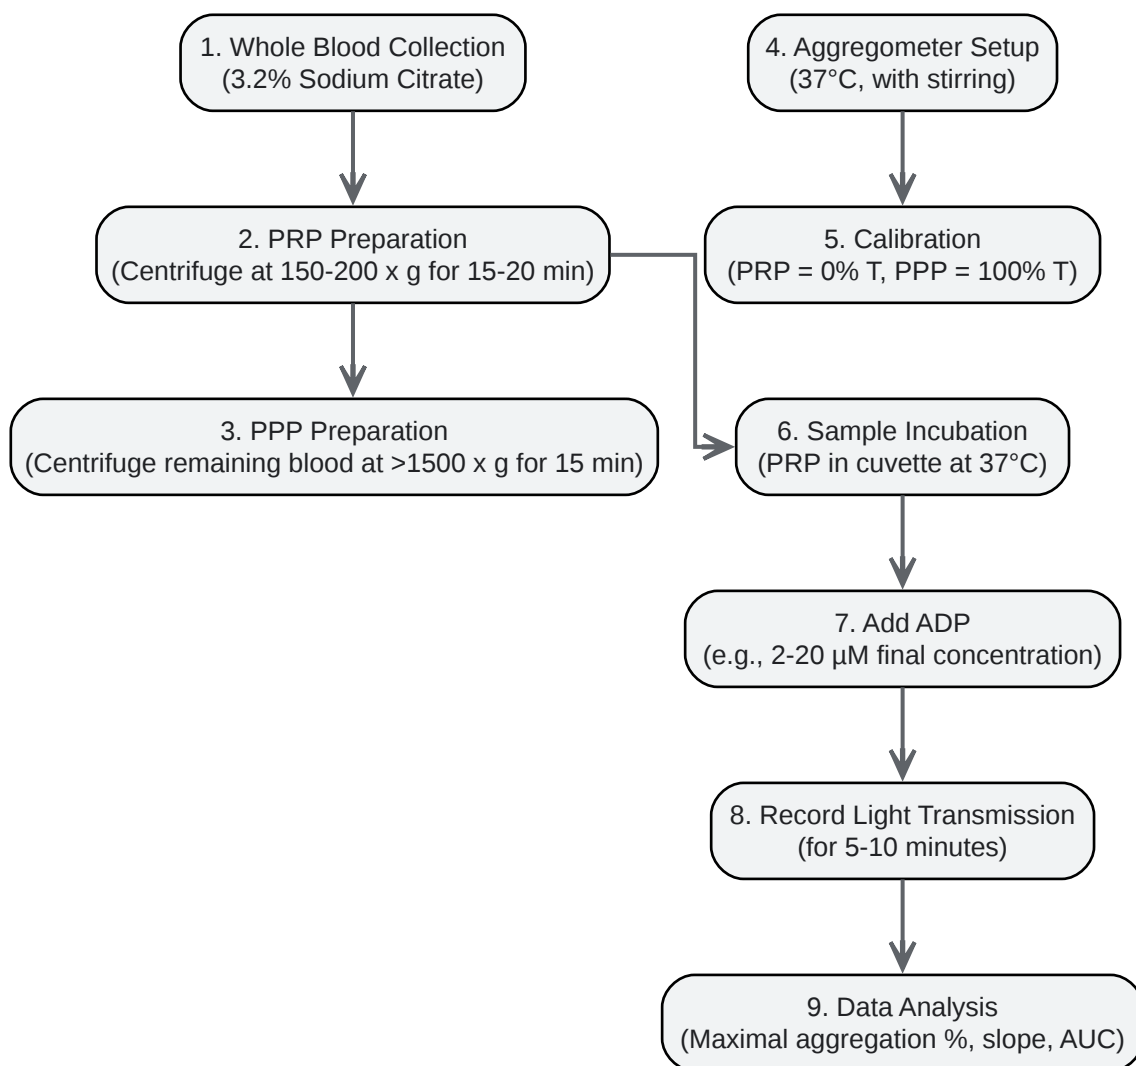 1. Whole Blood Collection
(3.2% Sodium Citrate)
2. PRP Preparation
(Centrifuge at 150-200 x g for 15-20 min)
3. PPP Preparation
(Centrifuge remaining blood at >1500 x g for 15 min)
4. Aggregometer Setup
(37°C, with stirring)
5. Calibration
(PRP = 0% T, PPP = 100% T)
6. Sample Incubation
(PRP in cuvette at 37°C)
7. Add ADP
(e.g., 2-20 µM final concentration)
8. Record Light Transmission
(for 5-10 minutes)
9. Data Analysis
(Maximal aggregation %, slope, AUC)